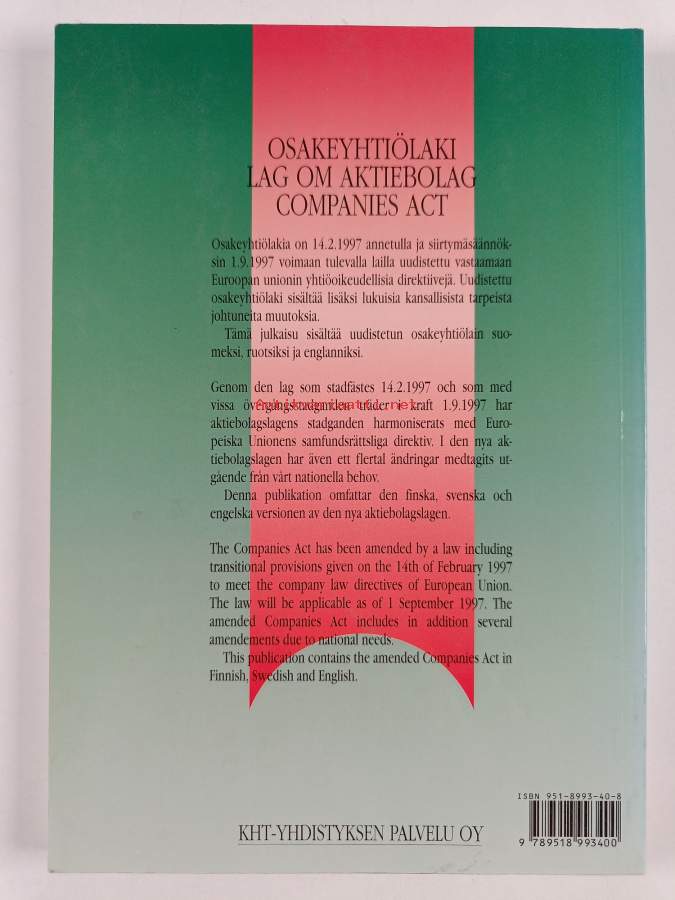 OSAKEYHTIÖLAKI
LAG OM AKTIEBOLAG
COMPANIES ACT
Osakeyhtiölakia on 14.2.1997 annetulla ja siirtymäsäännök-
sin 1.9.1997 voimaan tulevalla lailla uudistettu vastaamaan
Euroopan unionin yhtiöoikeudellisia direktiivejä. Uudistettu
osakeyhtiölaki sisältää lisäksi lukuisia kansallisista tarpeista
johtuneita muutoksia.
Tämä julkaisu sisältää uudistetun osakeyhtiölain suo-
meksi, ruotsiksi ja englanniksi.
Genom den lag som stadfästes 14.2.1997 och som med
vissa övergångsstadganden träder i kraft 1.9.1997 har
aktiebolagslagens stadganden harmoniserats med Euro-
peiska Unionens samfundsrättsliga direktiv. I den nya ak-
tiebolagslagen har även ett flertal ändringar medtagits ut-
gående från vårt nationella behov.
Denna publikation omfattar den finska, svenska och
engelska versionen av den nya aktiebolagslagen.
The Companies Act has been amended by a law including
transitional provisions given on the 14th of February 1997
to meet the company law directives of European Union.
The law will be applicable as of 1 September 1997. The
amended Companies Act includes in addition several
amendements due to national needs.
This publication contains the amended Companies Act in
Finnish, Swedish and English.
KHT-YHDISTYKSEN PALVELU OY
ISBN 951-8993-40-8
9 789518 993400